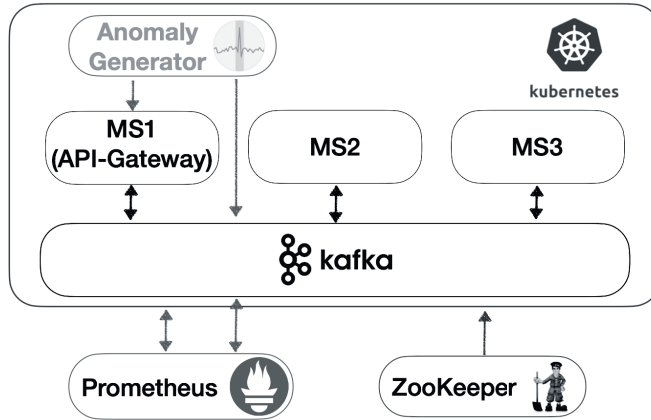 Anomaly
Generator
kubernetes
MS1
(API-Gateway)
MS2
MS3
kafka
Prometheus
ZooKeeper